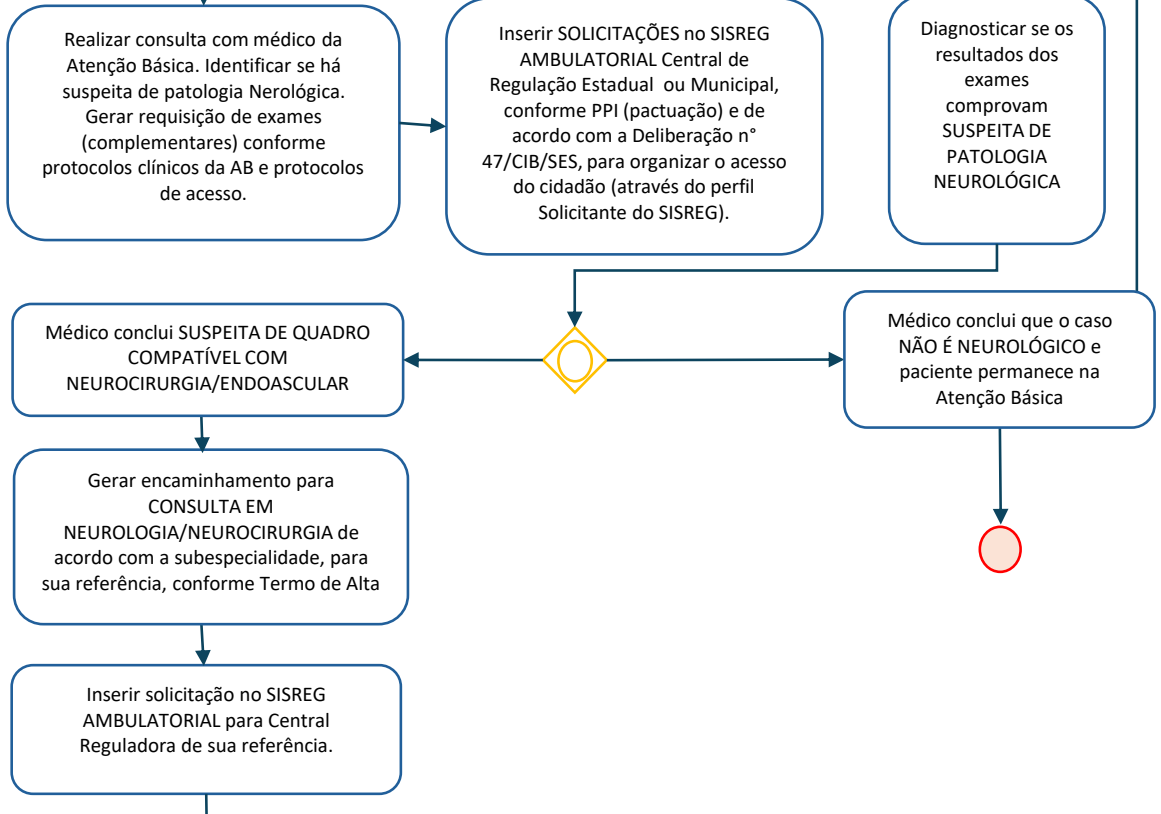 Realizar consulta com médico da
Atenção Básica. Identificar se há
suspeita de patologia Nerológica.
Gerar requisição de exames
(complementares) conforme
protocolos clínicos da AB e protocolos
de acesso.
Inserir SOLICITAÇÕES no SISREG
AMBULATORIAL Central de
Regulação Estadual ou Municipal,
conforme PPI (pactuação) e de
acordo com a Deliberação n°
47/CIB/SES, para organizar o acesso
do cidadão (através do perfil
Solicitante do SISREG).
Diagnosticar se os
resultados dos
exames
comprovam
SUSPEITA DE
PATOLOGIA
NEUROLÓGICA
Médico conclui SUSPEITA DE QUADRO
COMPATÍVEL COM
NEUROCIRURGIA/ENDOASCULAR
Médico conclui que o caso
NÃO É NEUROLÓGICO e
paciente permanece na
Atenção Básica
Gerar encaminhamento para
CONSULTA EM
NEUROLOGIA/NEUROCIRURGIA de
acordo com a subespecialidade, para
sua referência, conforme Termo de Alta
Inserir solicitação no SISREG
AMBULATORIAL para Central
Reguladora de sua referência.